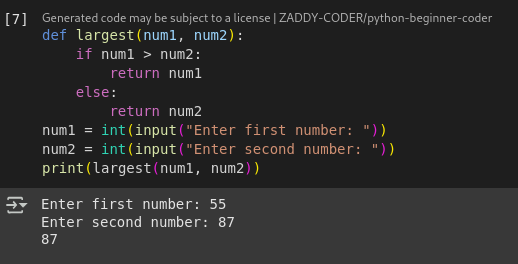 [7] Generated code may be subject to a license | ZADDY-CODER/python-beginner-coder
def largest(num1, num2):
    if num1 > num2:
        return num1
    else:
        return num2
num1 = int(input("Enter first number: "))
num2 = int(input("Enter second number: "))
print(largest(num1, num2))
Enter first number: 55
Enter second number: 87
87